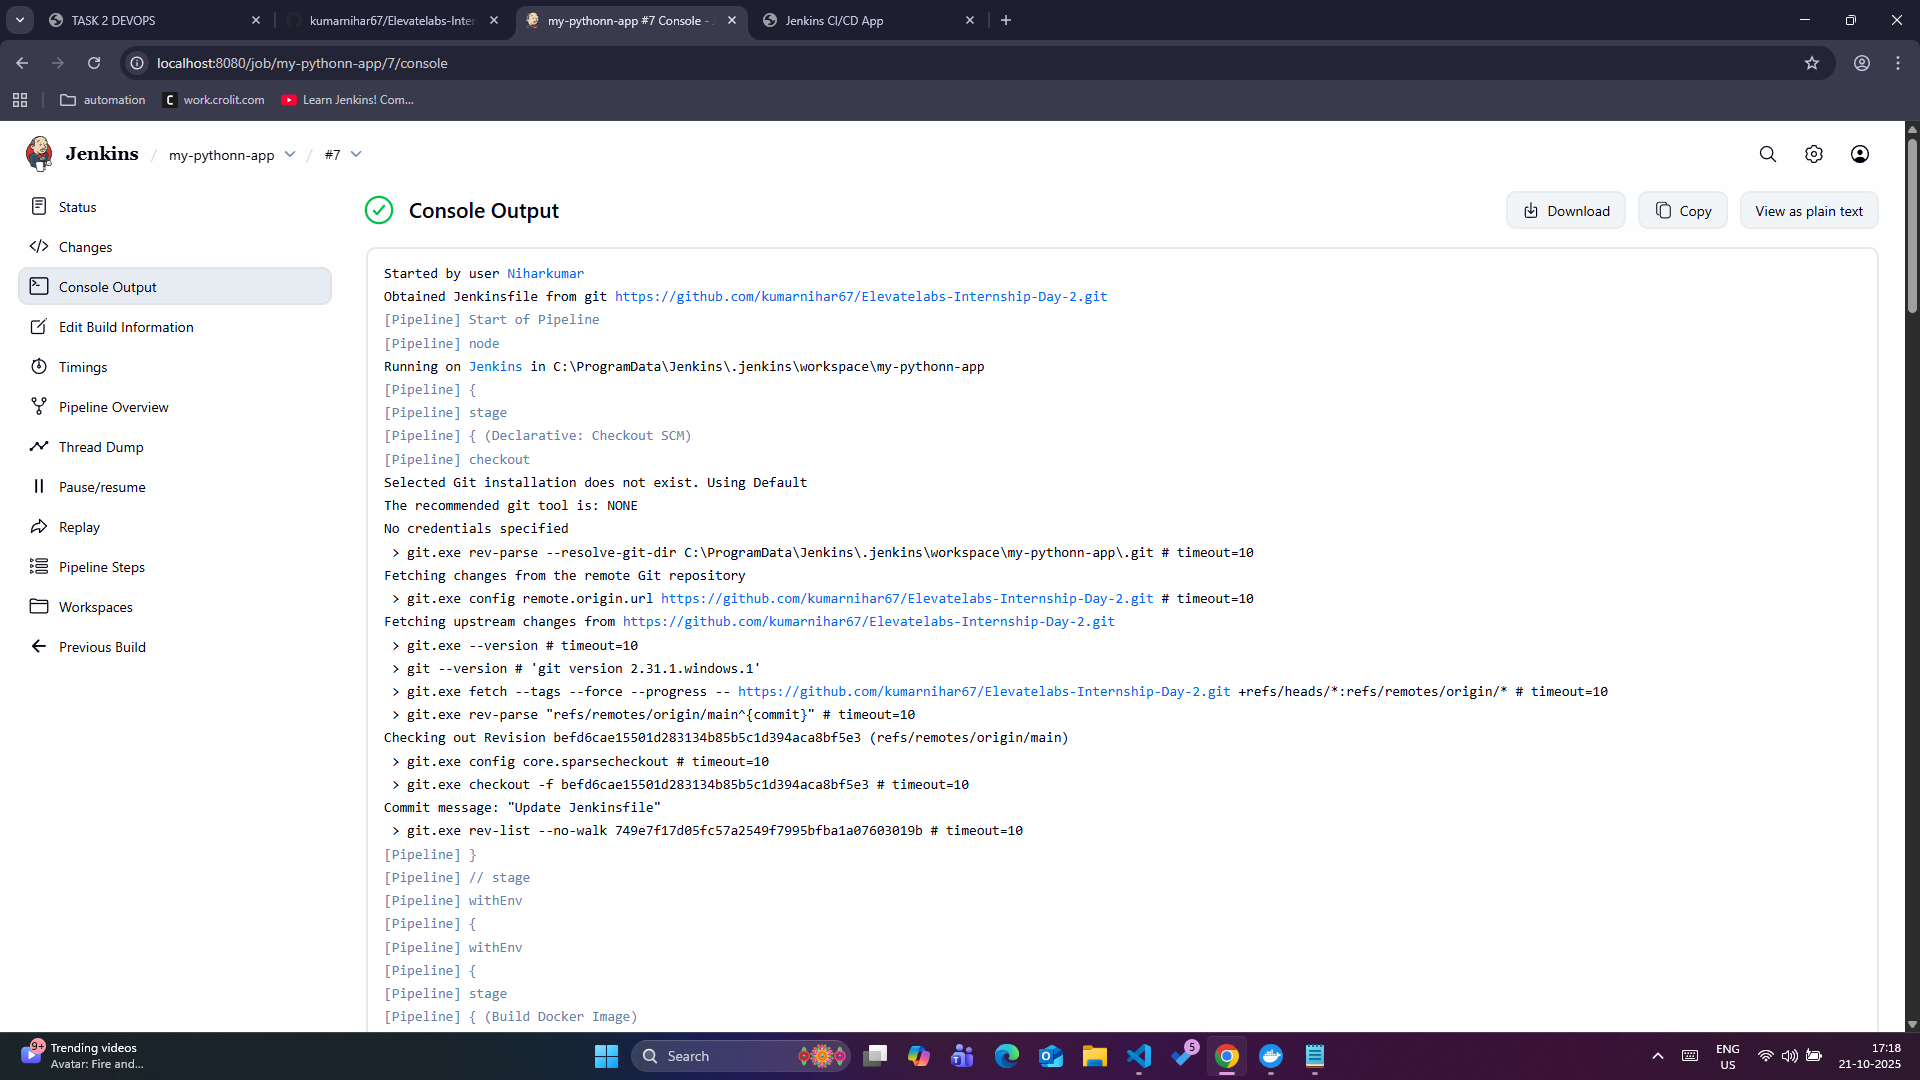 TASK 2 DEVOPS
kumarnihar67/Elevatelabs-Inter
my-pythonn-app #7 Console - J
Jenkins CI/CD App
localhost:8080/job/my-pythonn-app/7/console
automation
work.crolit.com
Learn Jenkins! Com...
Jenkins / my-pythonn-app / #7
Status
Changes
Console Output
Edit Build Information
Timings
Pipeline Overview
Thread Dump
Pause/resume
Replay
Pipeline Steps
Workspaces
Previous Build
Console Output
Download
Copy
View as plain text
Started by user Niharkumar
Obtained Jenkinsfile from git https://github.com/kumarnihar67/Elevatelabs-Internship-Day-2.git
[Pipeline] Start of Pipeline
[Pipeline] node
Running on Jenkins in C:\ProgramData\Jenkins\.jenkins\workspace\my-pythonn-app
[Pipeline] {
[Pipeline] stage
[Pipeline] { (Declarative: Checkout SCM)
[Pipeline] checkout
Selected Git installation does not exist. Using Default
The recommended git tool is: NONE
No credentials specified
> git.exe rev-parse --resolve-git-dir C:\ProgramData\Jenkins\.jenkins\workspace\my-pythonn-app\.git # timeout=10
Fetching changes from the remote Git repository
> git.exe config remote.origin.url https://github.com/kumarnihar67/Elevatelabs-Internship-Day-2.git # timeout=10
Fetching upstream changes from https://github.com/kumarnihar67/Elevatelabs-Internship-Day-2.git
> git.exe --version # timeout=10
> git --version # 'git version 2.31.1.windows.1'
> git.exe fetch --tags --force --progress -- https://github.com/kumarnihar67/Elevatelabs-Internship-Day-2.git +refs/heads/*:refs/remotes/origin/* # timeout=10
> git.exe rev-parse "refs/remotes/origin/main^{commit}" # timeout=10
Checking out Revision befd6cae15501d283134b85b5c1d394aca8bf5e3 (refs/remotes/origin/main)
> git.exe config core.sparsecheckout # timeout=10
> git.exe checkout -f befd6cae15501d283134b85b5c1d394aca8bf5e3 # timeout=10
Commit message: "Update Jenkinsfile"
> git.exe rev-list --no-walk 749e7f17d05fc57a2549f7995bfba1a07603019b # timeout=10
[Pipeline] }
[Pipeline] // stage
[Pipeline] withEnv
[Pipeline] {
[Pipeline] withEnv
[Pipeline] {
[Pipeline] stage
[Pipeline] { (Build Docker Image)
9+
Trending videos
Avatar: Fire and...
Search
5
ENG
US
17:18
21-10-2025